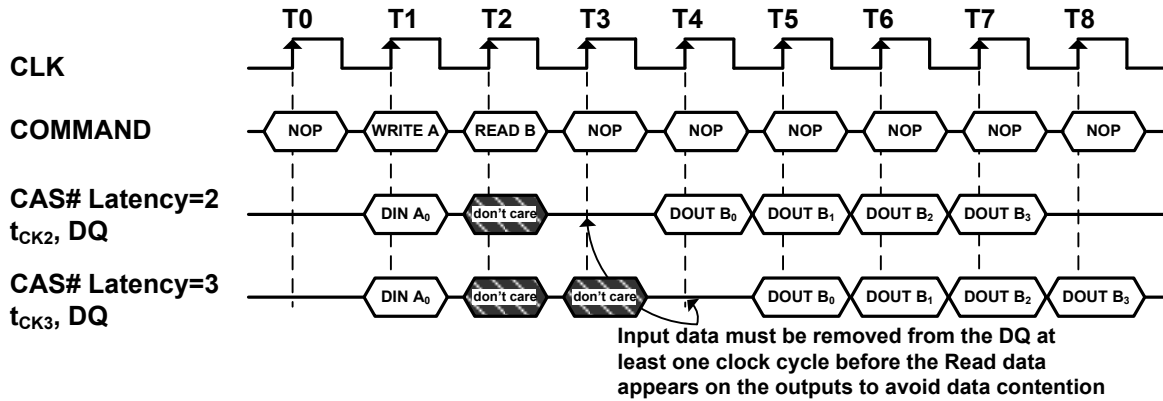 T0 T1 T2 T3 T4 T5 T6 T7 T8
CLK
COMMAND NOP WRITE A READ B NOP NOP NOP NOP NOP NOP
CAS# Latency=2
tCK2, DQ DIN A0 don't care DOUT B0 DOUT B1 DOUT B2 DOUT B3
CAS# Latency=3
tCK3, DQ DIN A0 don't care don't care DOUT B0 DOUT B1 DOUT B2 DOUT B3
Input data must be removed from the DQ at
least one clock cycle before the Read data
appears on the outputs to avoid data contention